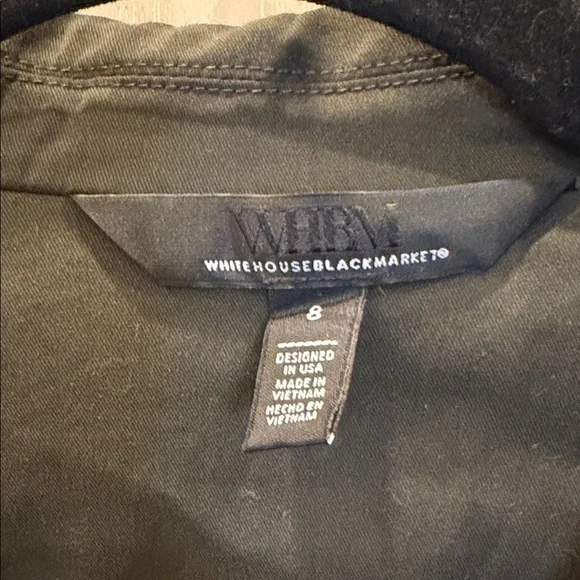 WHBM
WHITEHOUSEBLACKMARKET®
8
DESIGNED
IN USA
MADE IN
VIETNAM
HECHO EN
VIETNAM